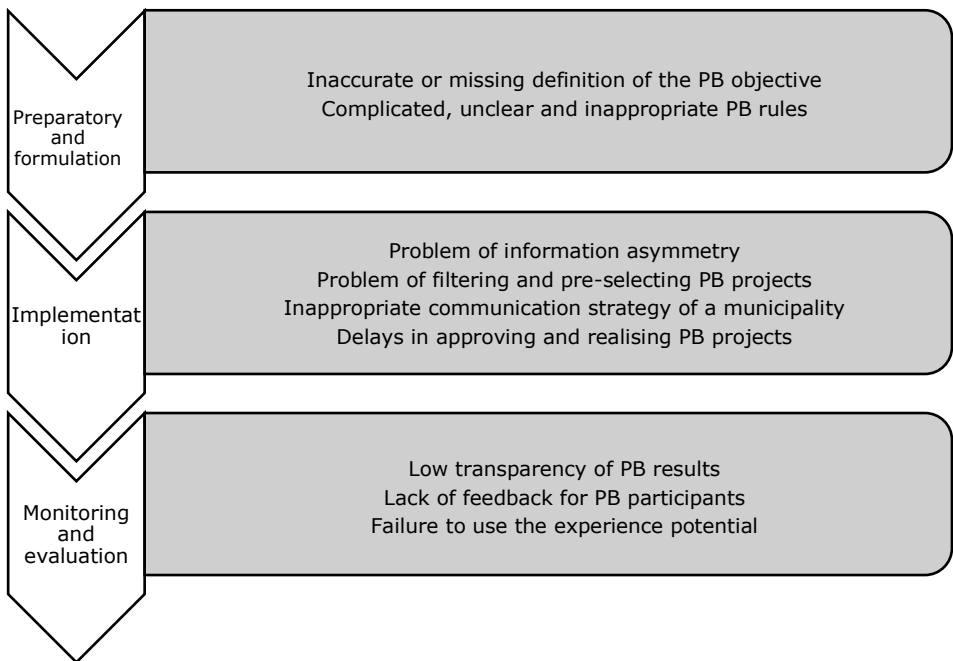 Preparatory
and
formulation
Inaccurate or missing definition of the PB objective
Complicated, unclear and inappropriate PB rules
Implementat
ion
Problem of information asymmetry
Problem of filtering and pre-selecting PB projects
Inappropriate communication strategy of a municipality
Delays in approving and realising PB projects
Monitoring
and
evaluation
Low transparency of PB results
Lack of feedback for PB participants
Failure to use the experience potential